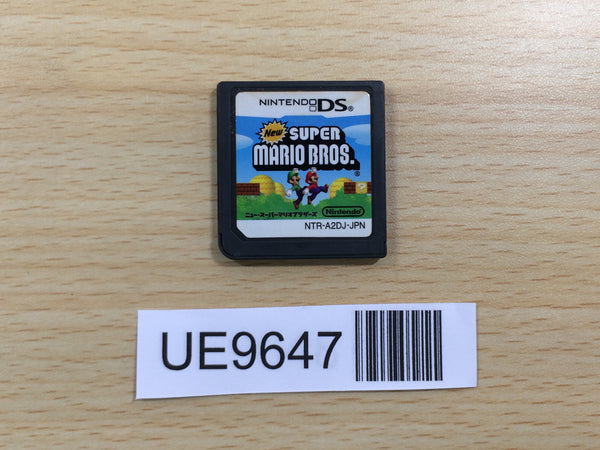 NINTENDO DS®
New SUPER
MARIO BROS.®
ニュー・スーパーマリオブラザーズ
Nintendo
NTR-A2DJ-JPN
UE9647